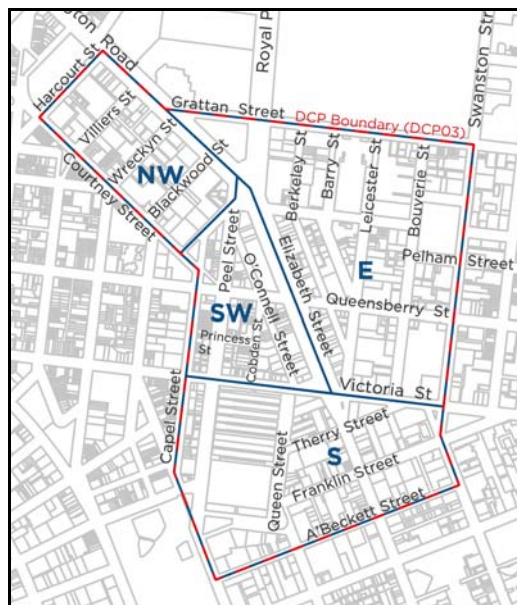 ngton Road
Royal P
Swanston Str
Harcourt St
Grattan Street
DCP Boundary (DCP03)
Villiers St
Wreckyn St
Blackwood St
NW
Courtney Street
Berkeley St
Barry St
Leicester St
Bouverie St
Peel Street
O'Connell Street
Elizabeth Street
E
Pelham Street
Queensberry St
SW
Princess
St
Cobden St
Victoria St
Capel Street
Therry Street
S
Queen Street
Franklin Street
A'Beckett Street